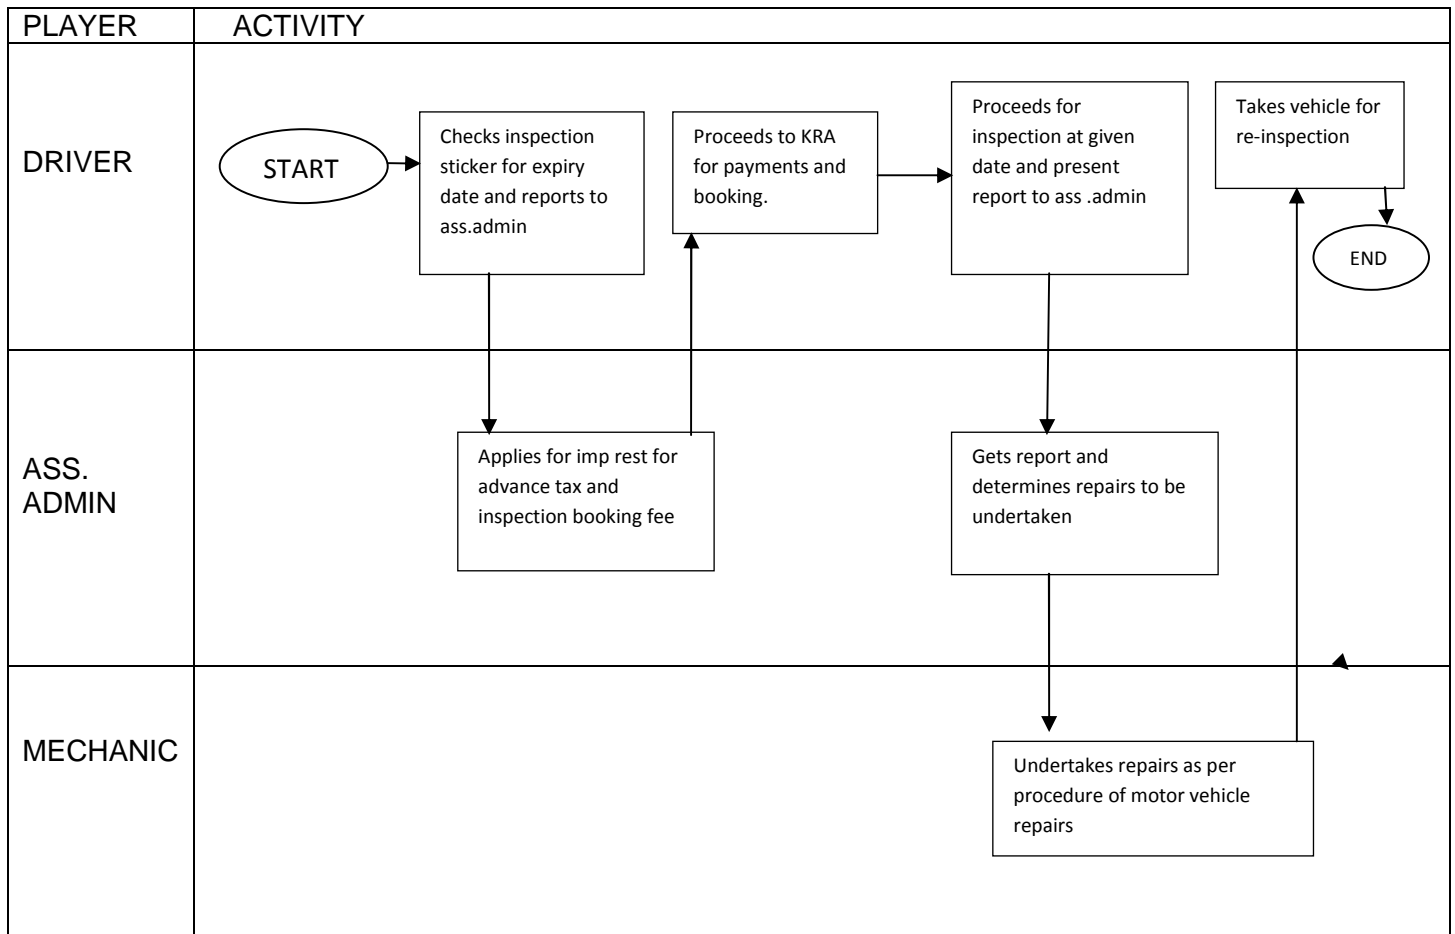 PLAYER
ACTIVITY
DRIVER
START
Checks inspection
sticker for expiry
date and reports to
ass.admin
Proceeds to KRA
for payments and
booking.
Proceeds for
inspection at given
date and present
report to ass .admin
Takes vehicle for
re-inspection
END
ASS.
ADMIN
Applies for imp rest for
advance tax and
inspection booking fee
Gets report and
determines repairs to be
undertaken
MECHANIC
Undertakes repairs as per
procedure of motor vehicle
repairs